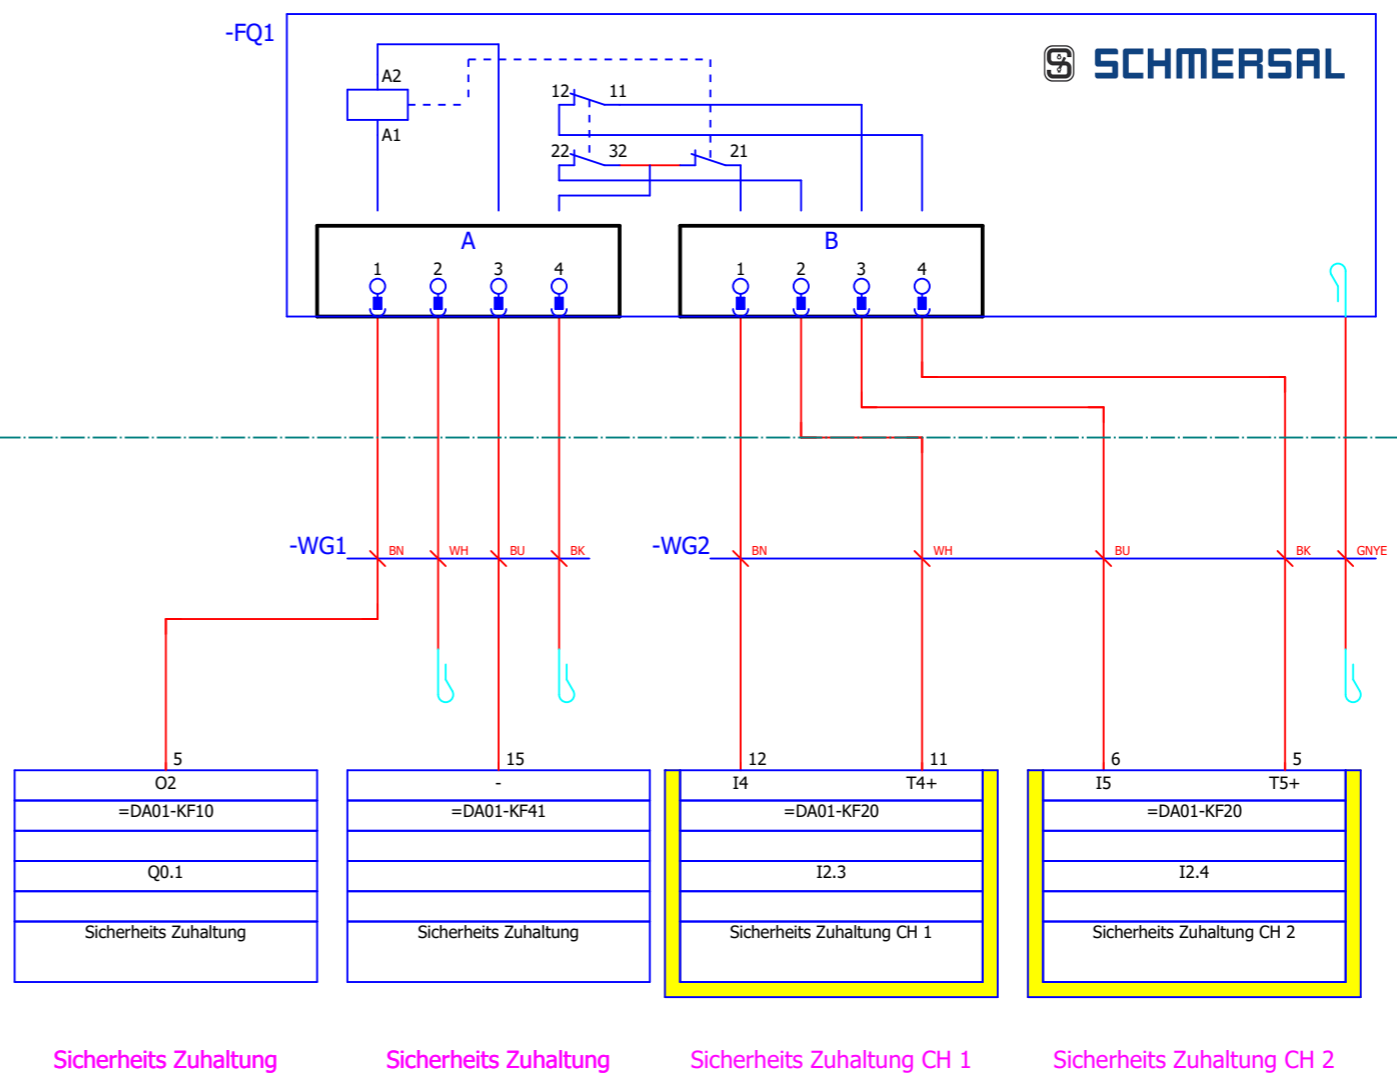 -FQ1
SCHMERSAL
A2
A1
12 11
22 32 21
A B
1 2 3 4 1 2 3 4
-WG1 BN WH BU BK -WG2 BN WH BU BK GNYE
5 15 12 11 6 5
O2 - I4 T4+ I5 T5+
=DA01-KF10 =DA01-KF41 =DA01-KF20 =DA01-KF20
Q0.1 I2.3 I2.4
Sicherheits Zuhaltung Sicherheits Zuhaltung Sicherheits Zuhaltung CH 1 Sicherheits Zuhaltung CH 2
Sicherheits Zuhaltung Sicherheits Zuhaltung Sicherheits Zuhaltung CH 1 Sicherheits Zuhaltung CH 2